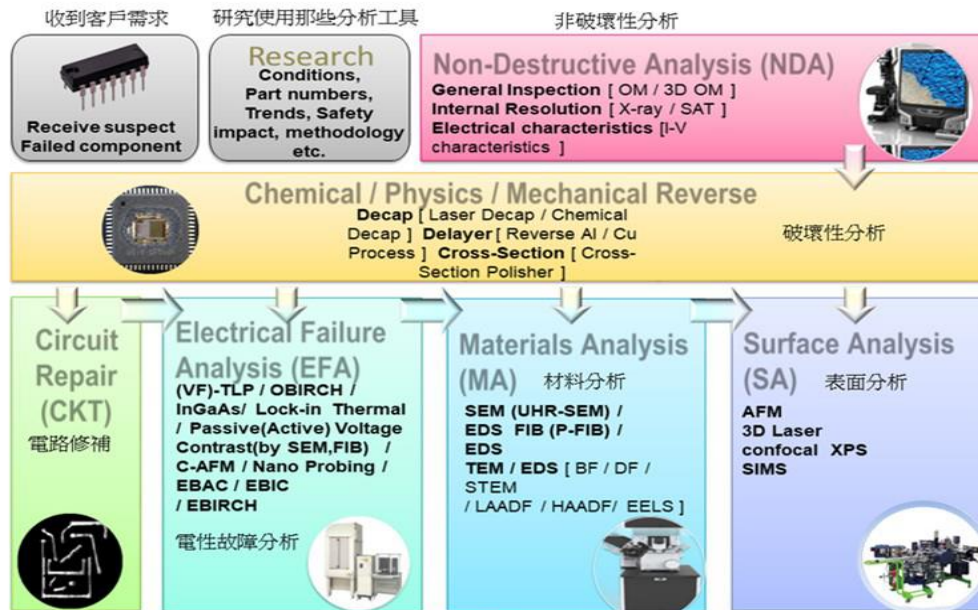 收到客戶需求
研究使用那些分析工具
非破壞性分析
Receive suspect
Failed component
Research
Conditions,
Part numbers,
Trends, Safety
impact, methodology
etc.
Non-Destructive Analysis (NDA)
General Inspection [ OM / 3D OM ]
Internal Resolution [ X-ray / SAT ]
Electrical characteristics [I-V
characteristics ]
Chemical / Physics / Mechanical Reverse
Decap [ Laser Decap / Chemical
Decap ] Delayer [ Reverse Al / Cu
Process ] Cross-Section [ Cross-
Section Polisher ]
破壞性分析
Circuit
Repair
(CKT)
電路修補
Electrical Failure
Analysis (EFA)
(VF)-TLP / OBIRCH /
InGaAs/ Lock-in Thermal
/ Passive(Active) Voltage
Contrast(by SEM,FIB) /
C-AFM / Nano Probing /
EBAC / EBIC
/ EBIRCH
電性故障分析
Materials Analysis
(MA) 材料分析
SEM (UHR-SEM) /
EDS FIB (P-FIB) /
EDS
TEM / EDS [ BF / DF /
STEM
/ LAADF / HAADF/ EELS ]
Surface Analysis
(SA) 表面分析
AFM
3D Laser
confocal XPS
SIMS